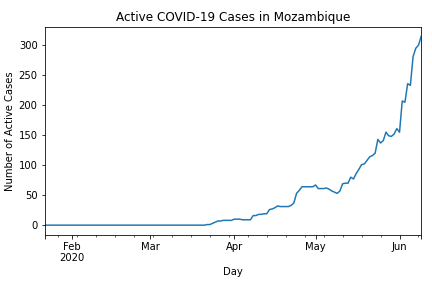 Active COVID-19 Cases in Mozambique
Number of Active Cases
300
250
200
150
100
50
0
Feb
2020
Mar
Apr
May
Jun
Day